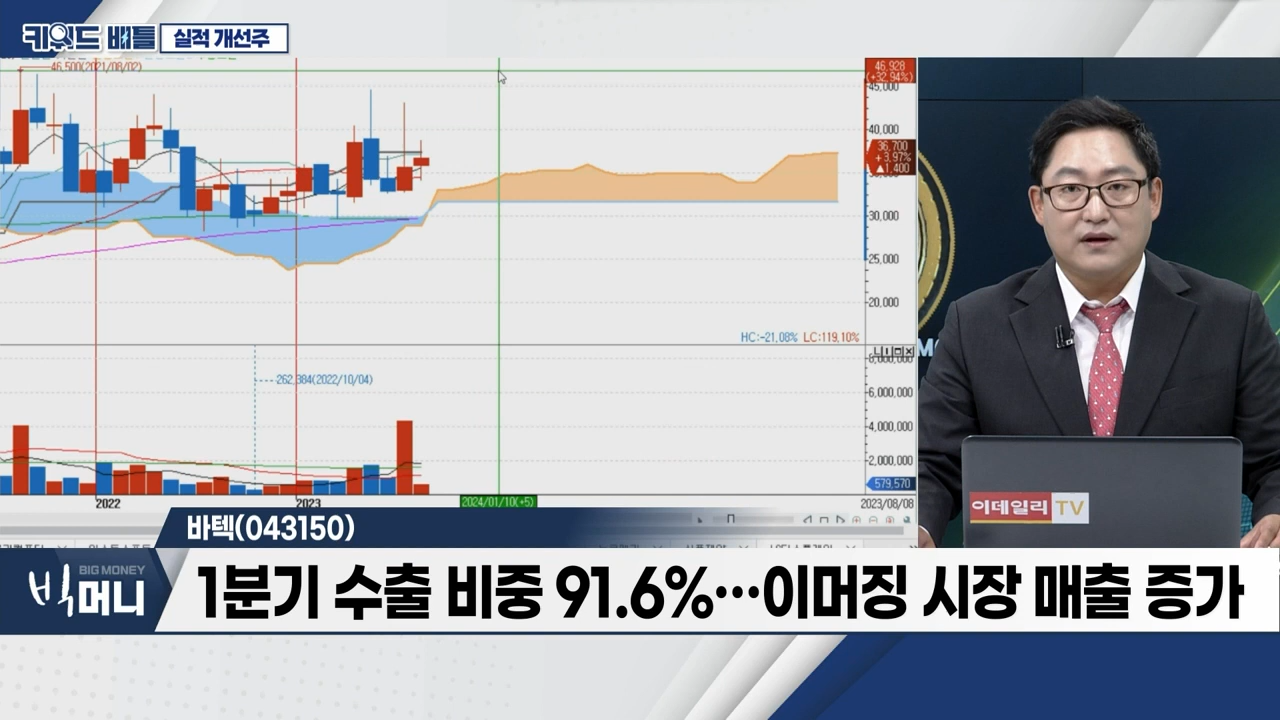 키워드 배틀 실적 개선주
46,500(2021/08/02)
46,928
(+32,94%)
45,000
40,000
36,700
+3,97%
▲1,400
30,000
25,000
20,000
HC:-21,08% LC:119,10%
262,384(2022/10/04)
6,000,000
4,000,000
2,000,000
579,570
2022
2023
2024/01/10(+5)
2023/08/08
이데일리 TV
바텍(043150)
BIG MONEY
빅머니
1분기 수출 비중 91.6%…이머징 시장 매출 증가